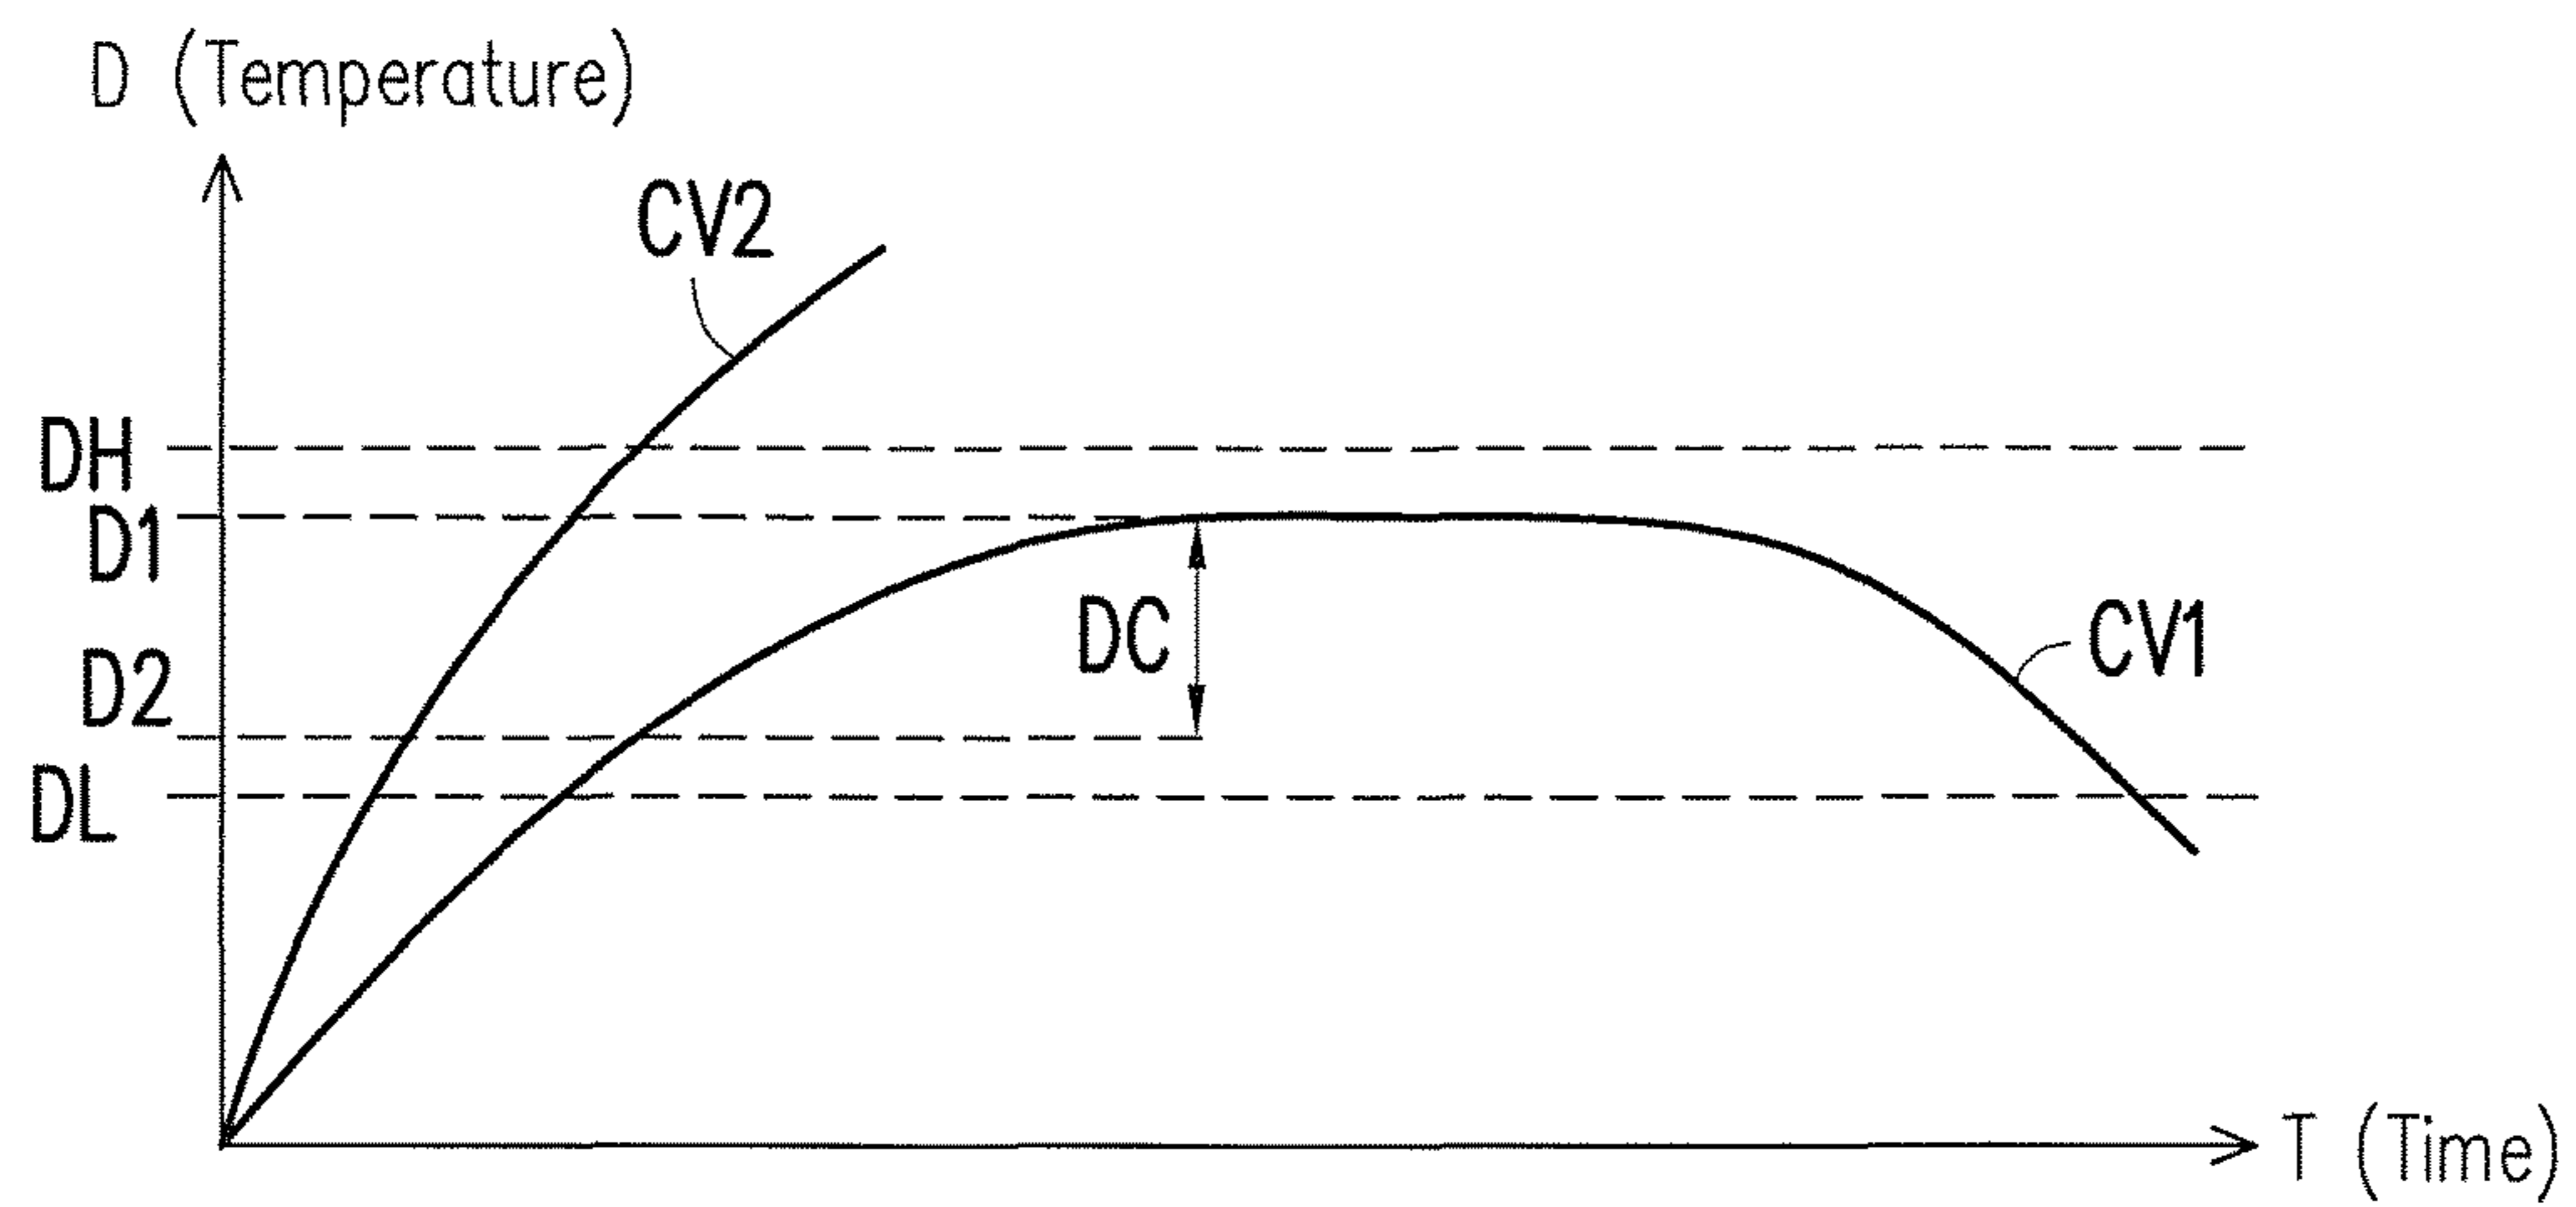 D (Temperature)
CV2
DH
D1
DC
CV1
D2
DL
T (Time)